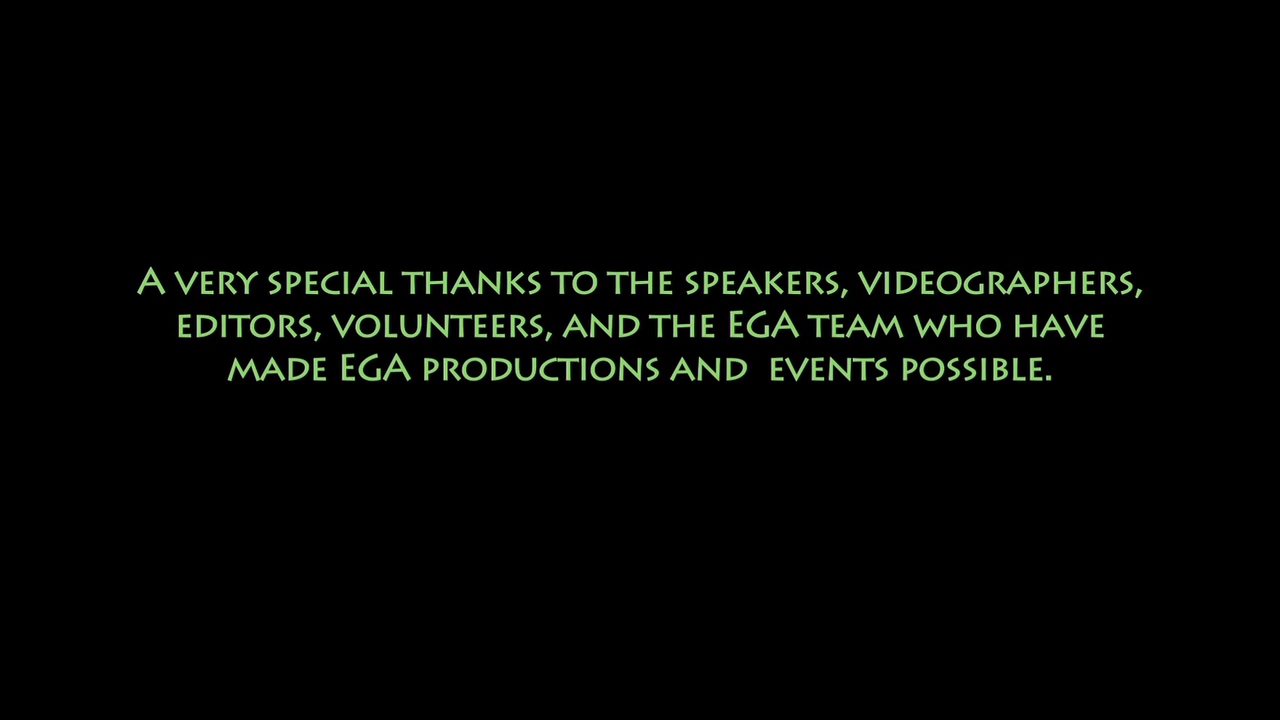 A very special thanks to the speakers, videographers,
editors, volunteers, and the EGA team who have
made EGA productions and  events possible.